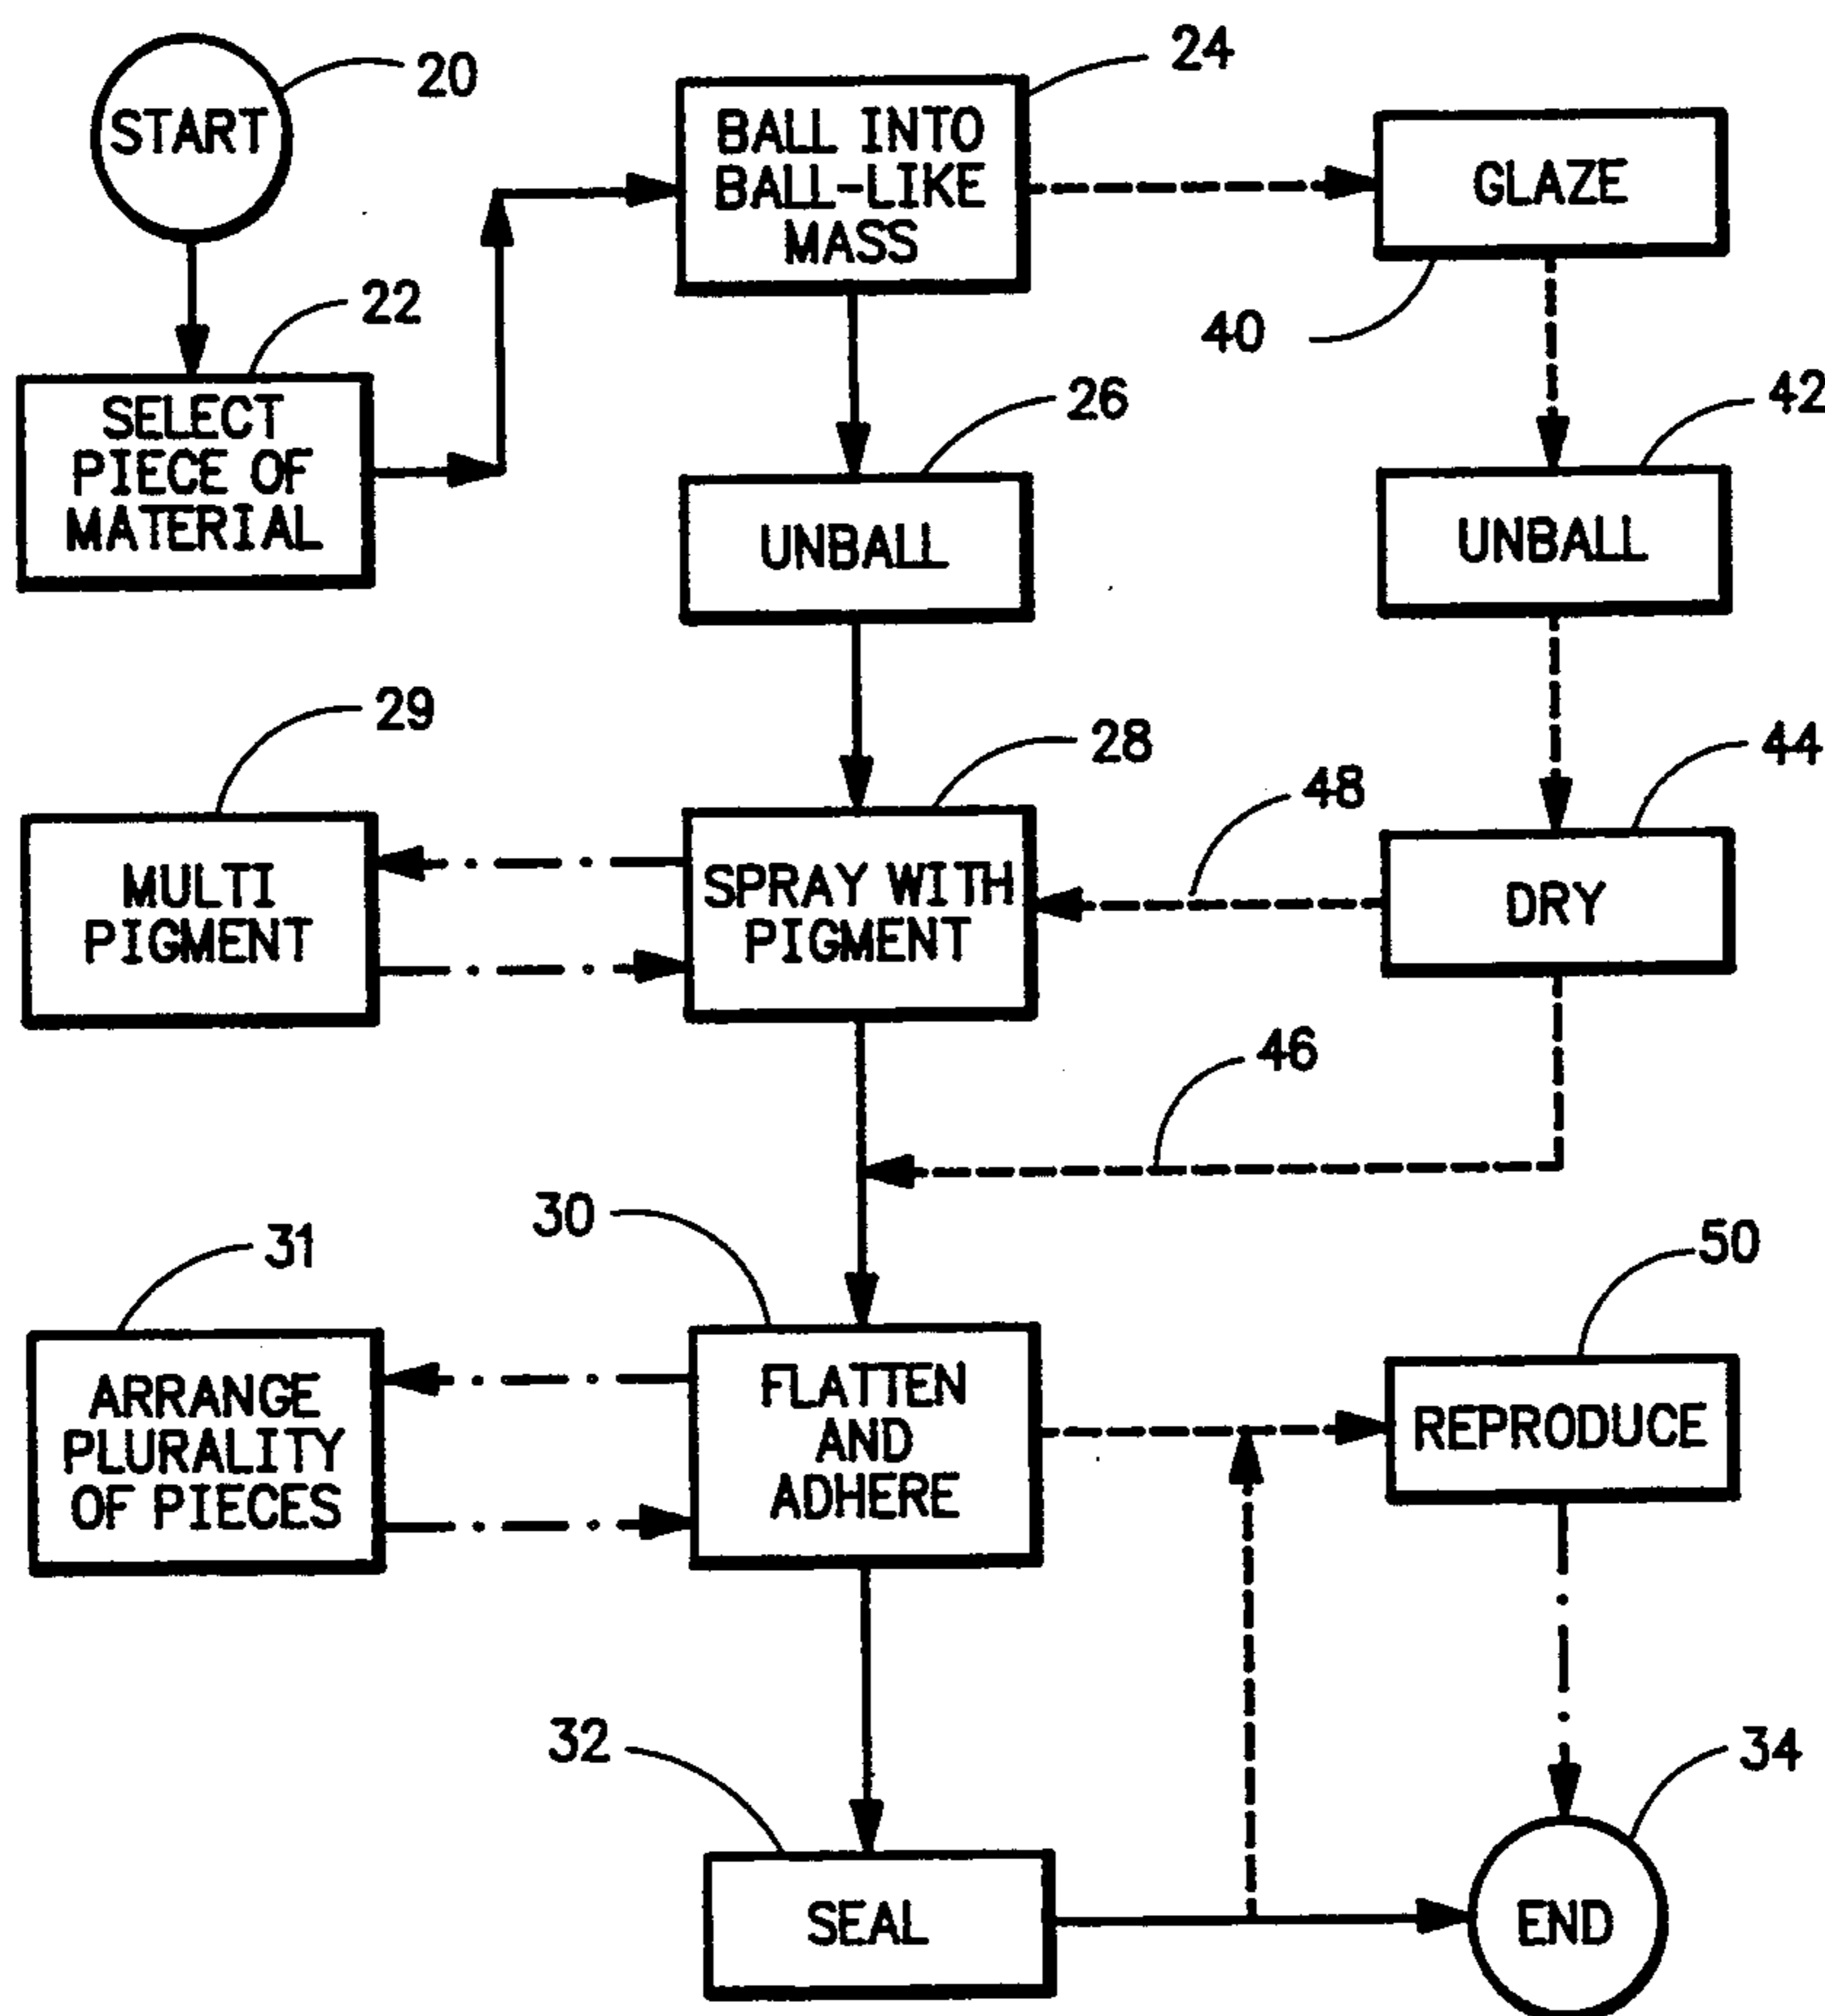 START
20
24
BALL INTO
BALL-LIKE
MASS
GLAZE
40
22
SELECT
PIECE OF
MATERIAL
26
UNBALL
42
UNBALL
29
MULTI
PIGMENT
28
SPRAY WITH
PIGMENT
48
44
DRY
46
31
ARRANGE
PLURALITY
OF PIECES
30
FLATTEN
AND
ADHERE
50
REPRODUCE
32
SEAL
34
END